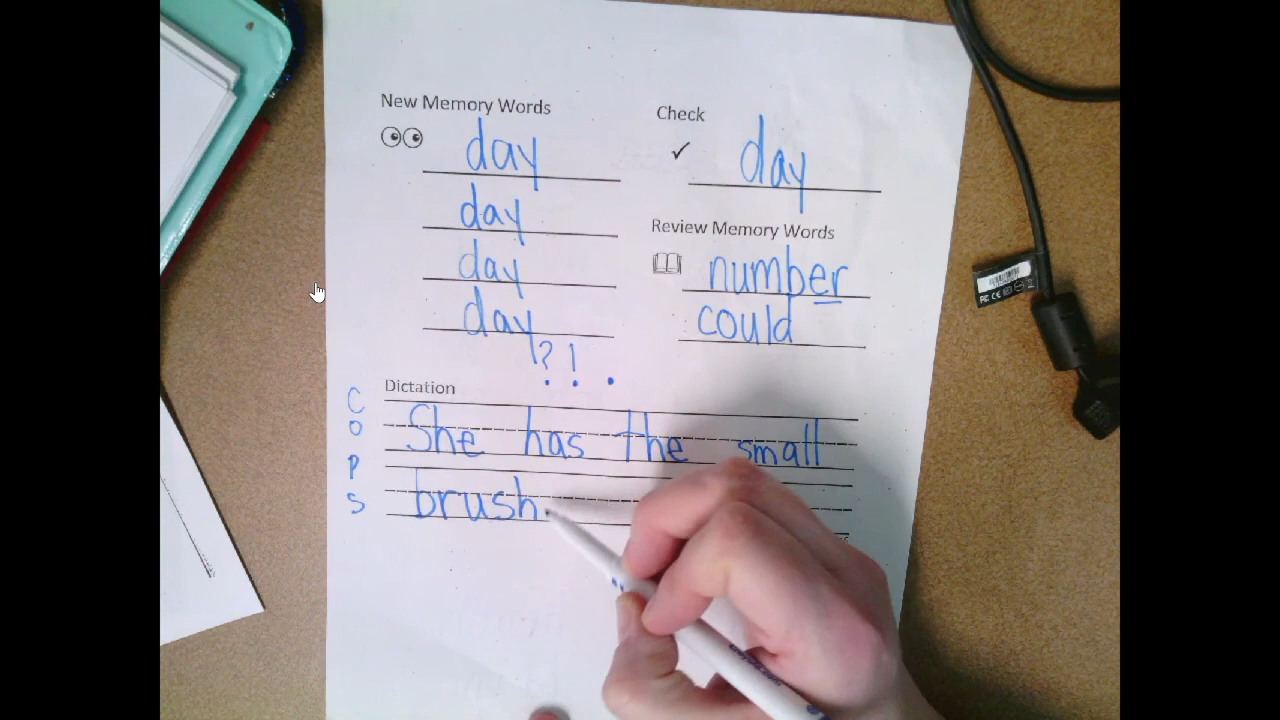 New Memory Words
day
day
day
day
Check
✓ day
Review Memory Words
number
could
? ! .
Dictation
C
O
P
S
She has the small
brush.